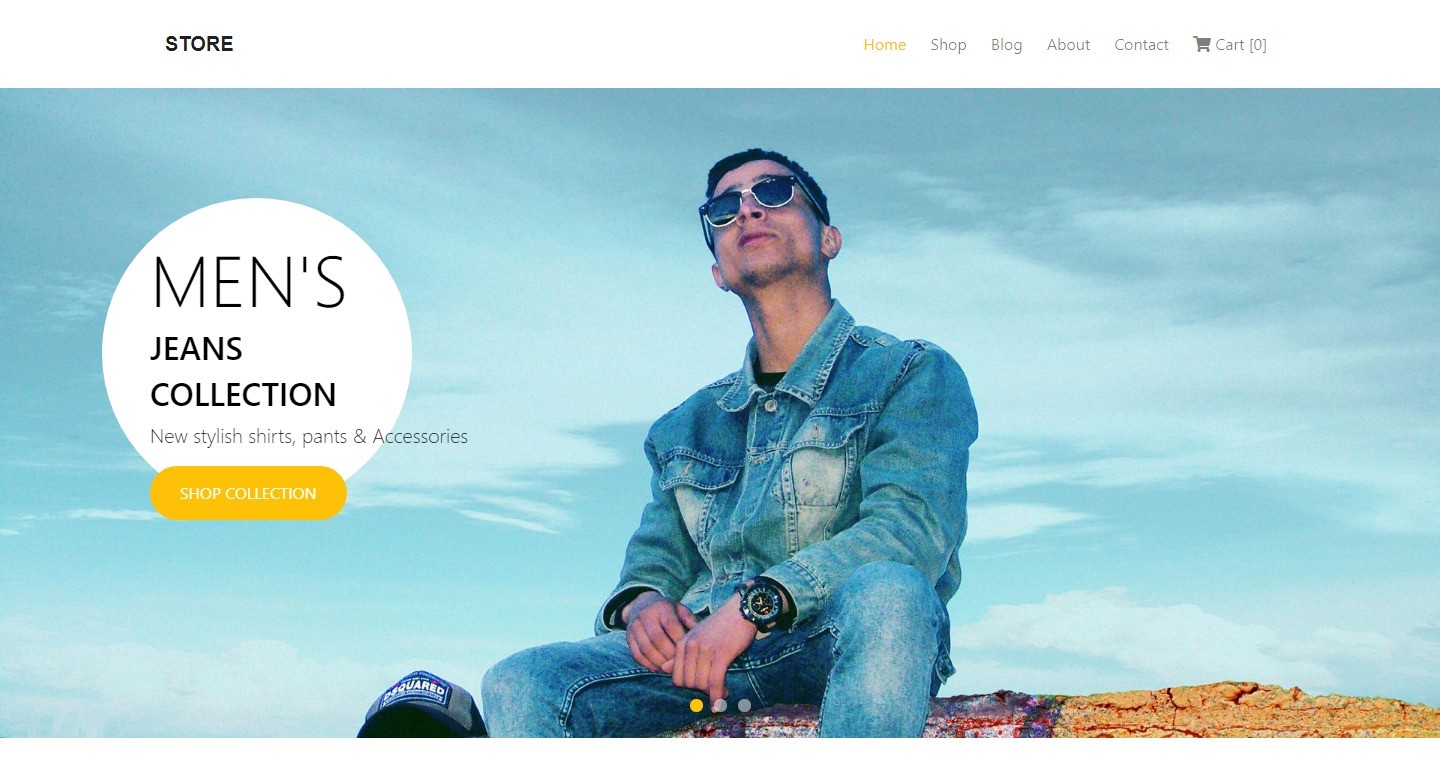 STORE
Home Shop Blog About Contact Cart [0]
MEN'S
JEANS
COLLECTION
New stylish shirts, pants & Accessories
SHOP COLLECTION
DSQUARED